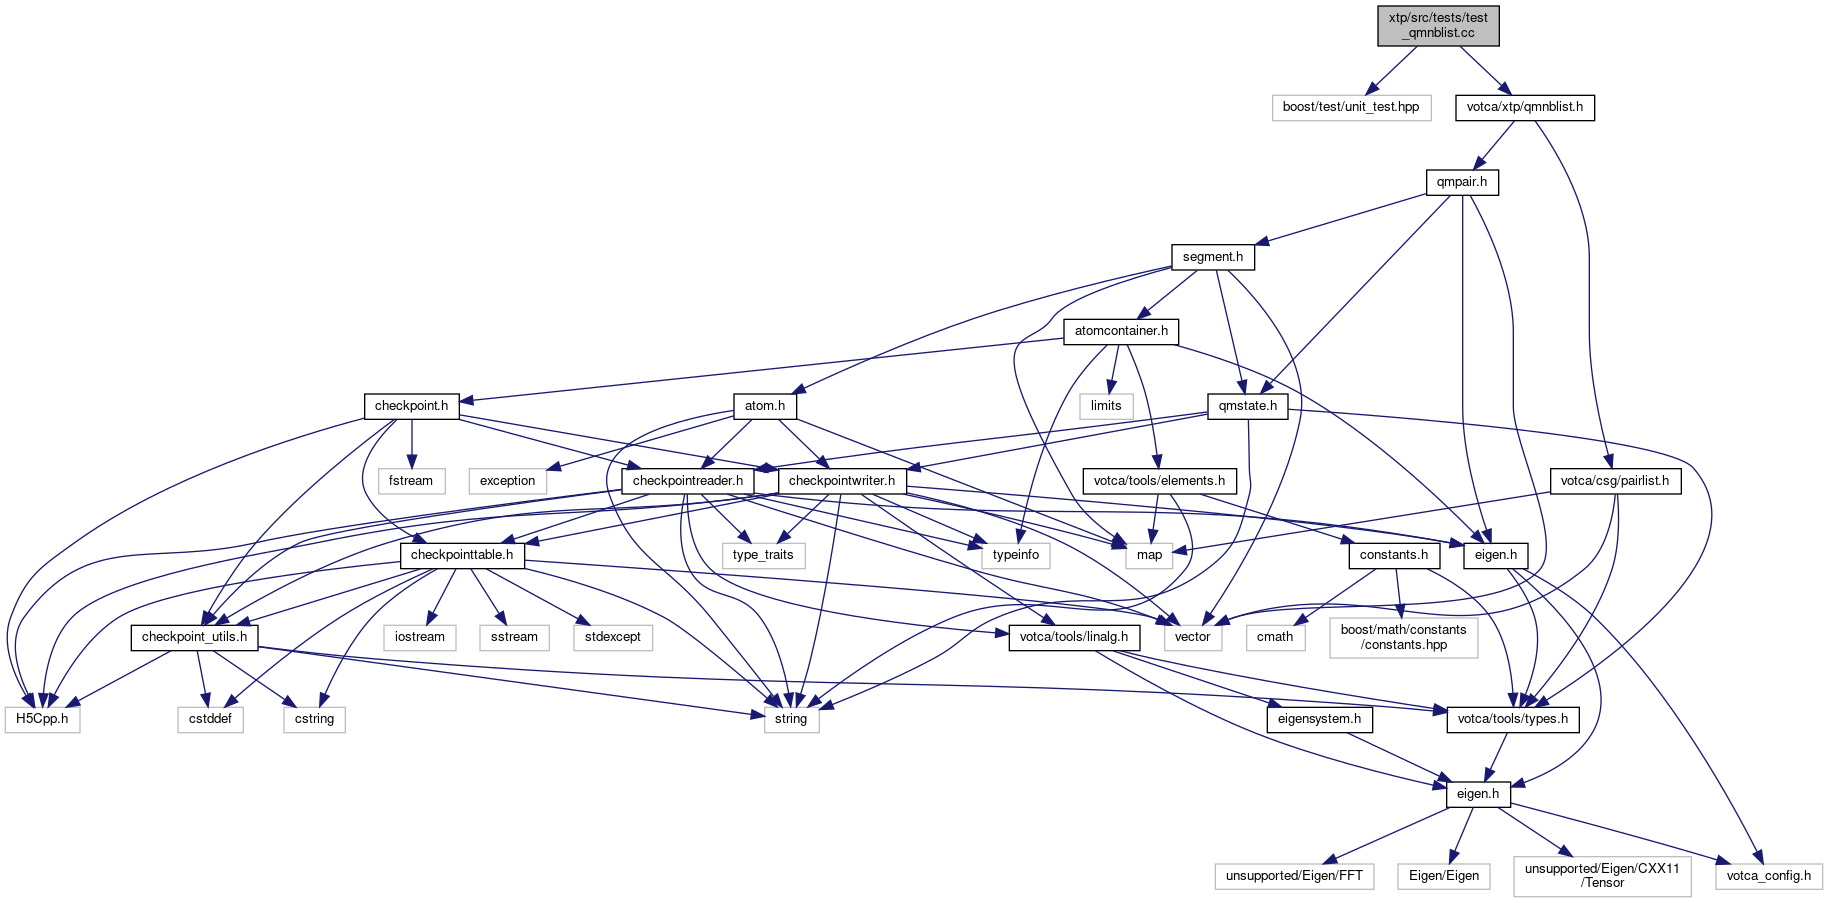 xtp/src/tests/test
_qmnblist.cc
boost/test/unit_test.hpp
votca/xtp/qmnblist.h
qmpair.h
segment.h
atomcontainer.h
checkpoint.h
atom.h
limits
qmstate.h
fstream
exception
checkpointreader.h
checkpointwriter.h
votca/tools/elements.h
votca/csg/pairlist.h
checkpointtable.h
type_traits
typeinfo
map
constants.h
eigen.h
checkpoint_utils.h
iostream
sstream
stdexcept
votca/tools/linalg.h
vector
cmath
boost/math/constants
/constants.hpp
H5Cpp.h
cstddef
cstring
string
eigensystem.h
votca/tools/types.h
eigen.h
unsupported/Eigen/FFT
Eigen/Eigen
unsupported/Eigen/CXX11
/Tensor
votca_config.h